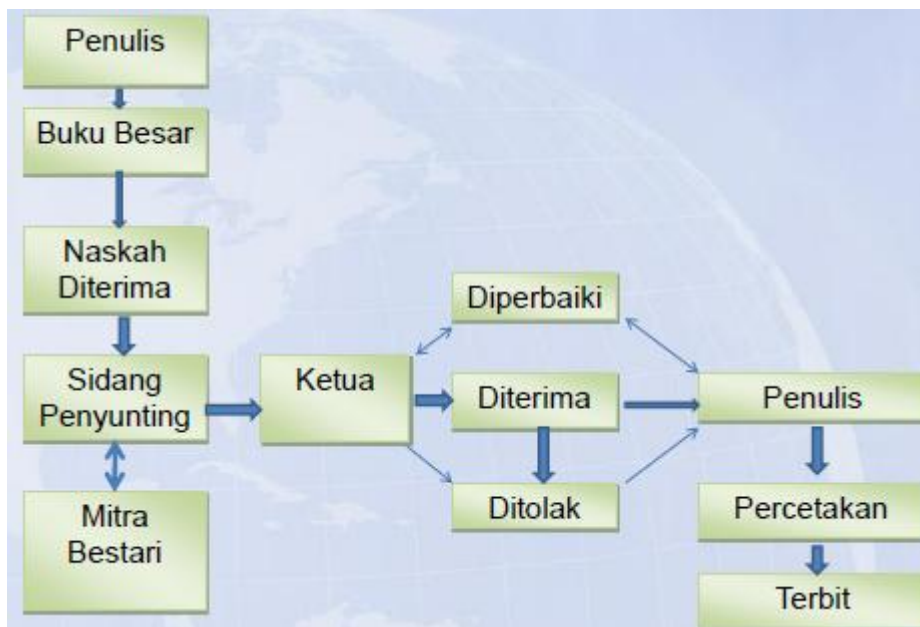 Penulis
Buku Besar
Naskah
Diterima
Sidang
Penyunting
Mitra
Bestari
Ketua
Diperbaiki
Diterima
Ditolak
Penulis
Percetakan
Terbit